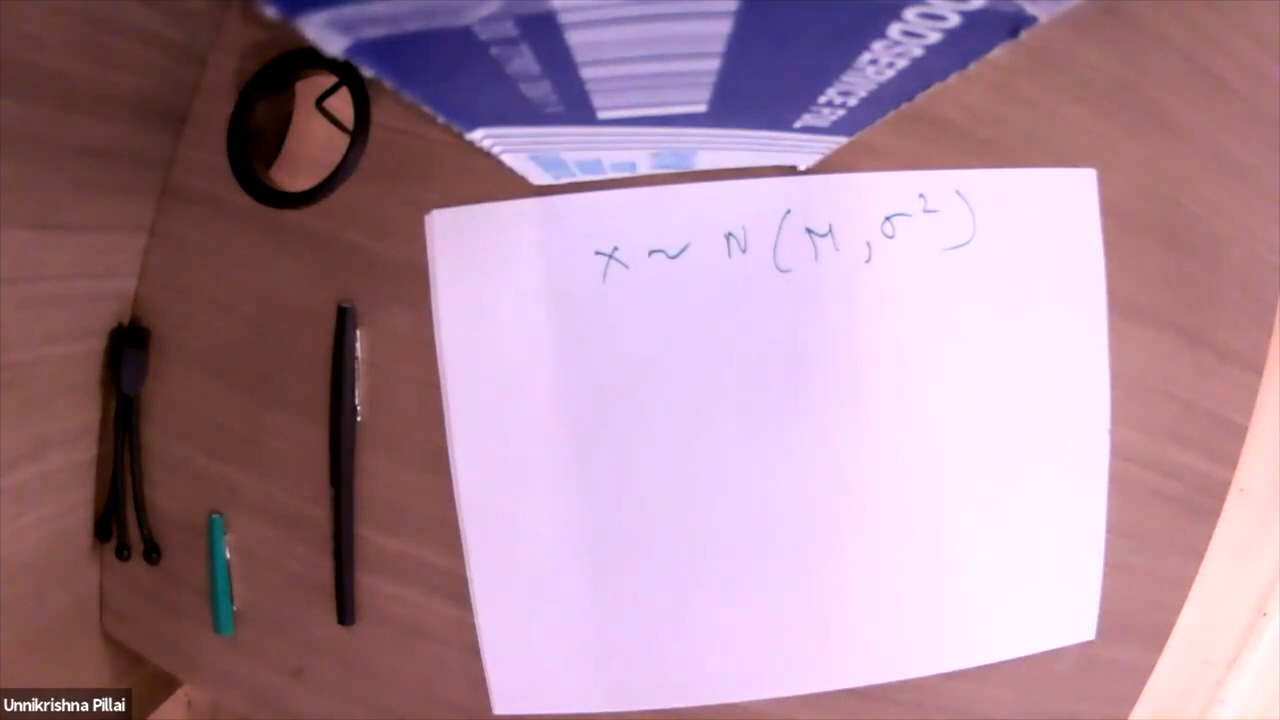 x ~ N (M, σ²)
Unnikrishna Pillai